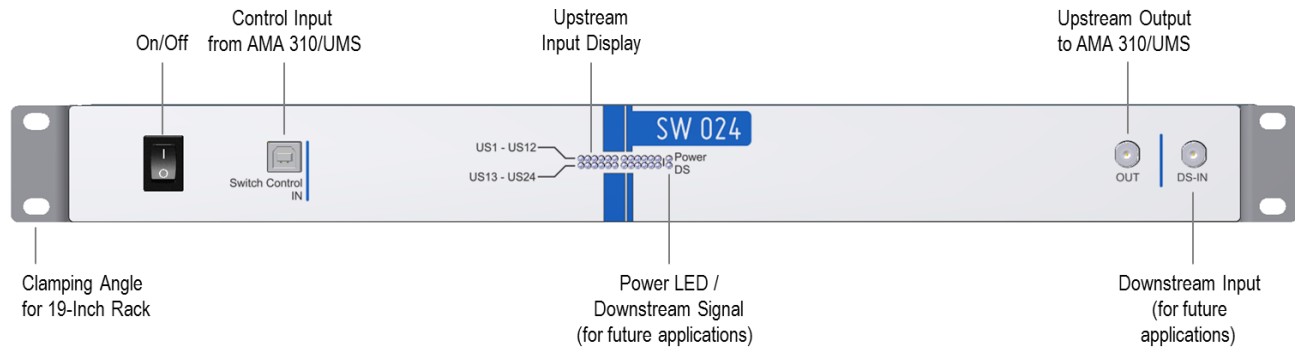 On/Off
Control Input
from AMA 310/UMS
Upstream
Input Display
Upstream Output
to AMA 310/UMS
SW 024
I
O
Switch Control
IN
US1 - US12
US13 - US24
Power
DS
OUT
DS-IN
Clamping Angle
for 19-Inch Rack
Power LED /
Downstream Signal
(for future applications)
Downstream Input
(for future
applications)